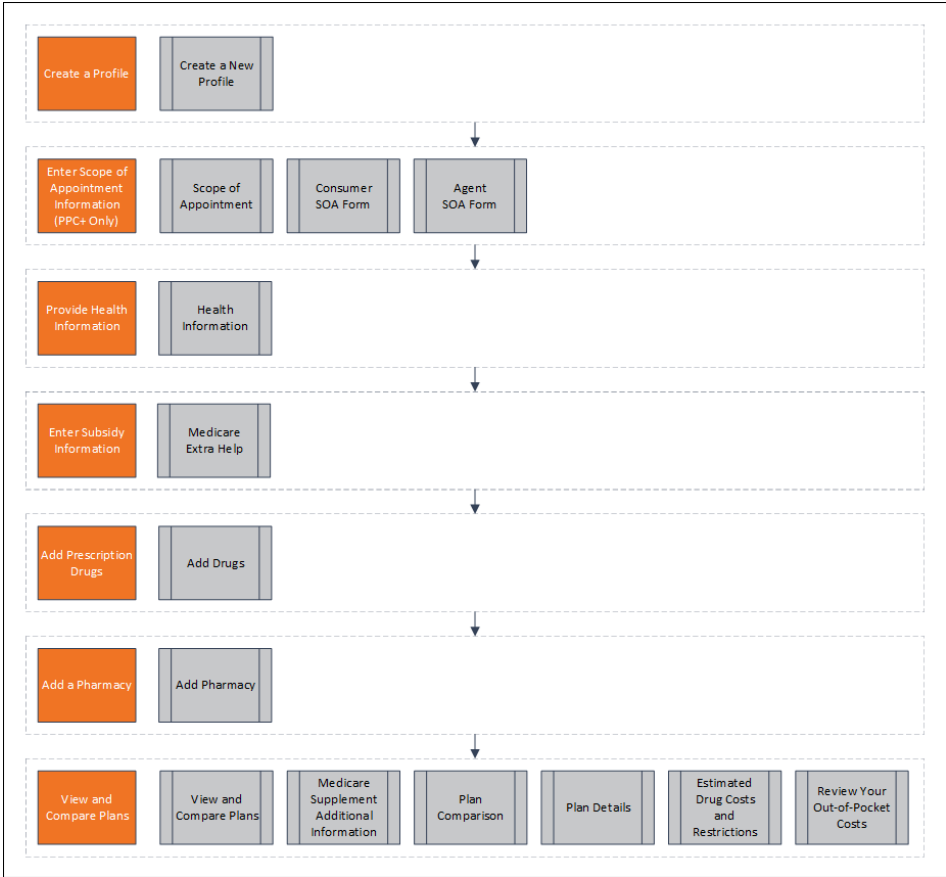 Create a Profile
Create a New
Profile
Enter Scope of
Appointment
Information
(PPC+ Only)
Scope of
Appointment
Consumer
SOA Form
Agent
SOA Form
Provide Health
Information
Health
Information
Enter Subsidy
Information
Medicare
Extra Help
Add Prescription
Drugs
Add Drugs
Add a Pharmacy
Add Pharmacy
View and
Compare Plans
View and
Compare Plans
Medicare
Supplement
Additional
Information
Plan
Comparison
Plan Details
Estimated
Drug Costs
and
Restrictions
Review Your
Out-of-Pocket
Costs